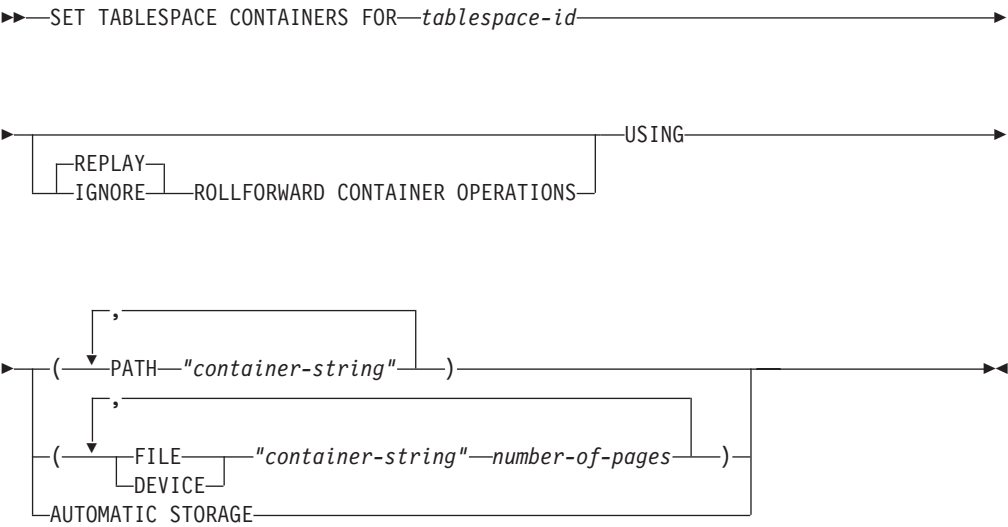 SET TABLESPACE CONTAINERS FOR tablespace-id
USING
REPLAY
IGNORE ROLLFORWARD CONTAINER OPERATIONS
,
( PATH "container-string" )
,
( FILE "container-string" number-of-pages )
DEVICE
AUTOMATIC STORAGE